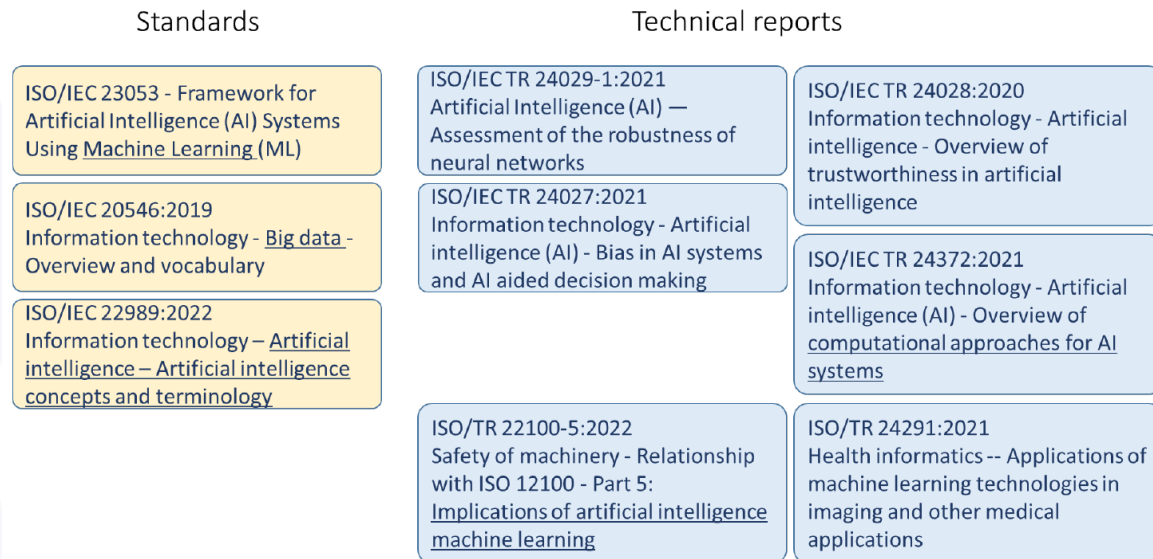 Standards
Technical reports
ISO/IEC 23053 - Framework for
Artificial Intelligence (AI) Systems
Using Machine Learning (ML)
ISO/IEC 20546:2019
Information technology - Big data -
Overview and vocabulary
ISO/IEC 22989:2022
Information technology – Artificial
intelligence – Artificial intelligence
concepts and terminology
ISO/IEC TR 24029-1:2021
Artificial Intelligence (AI) —
Assessment of the robustness of
neural networks
ISO/IEC TR 24027:2021
Information technology - Artificial
intelligence (AI) - Bias in AI systems
and AI aided decision making
ISO/TR 22100-5:2022
Safety of machinery - Relationship
with ISO 12100 - Part 5:
Implications of artificial intelligence
machine learning
ISO/IEC TR 24028:2020
Information technology - Artificial
intelligence - Overview of
trustworthiness in artificial
intelligence
ISO/IEC TR 24372:2021
Information technology - Artificial
intelligence (AI) - Overview of
computational approaches for AI
systems
ISO/TR 24291:2021
Health informatics -- Applications of
machine learning technologies in
imaging and other medical
applications